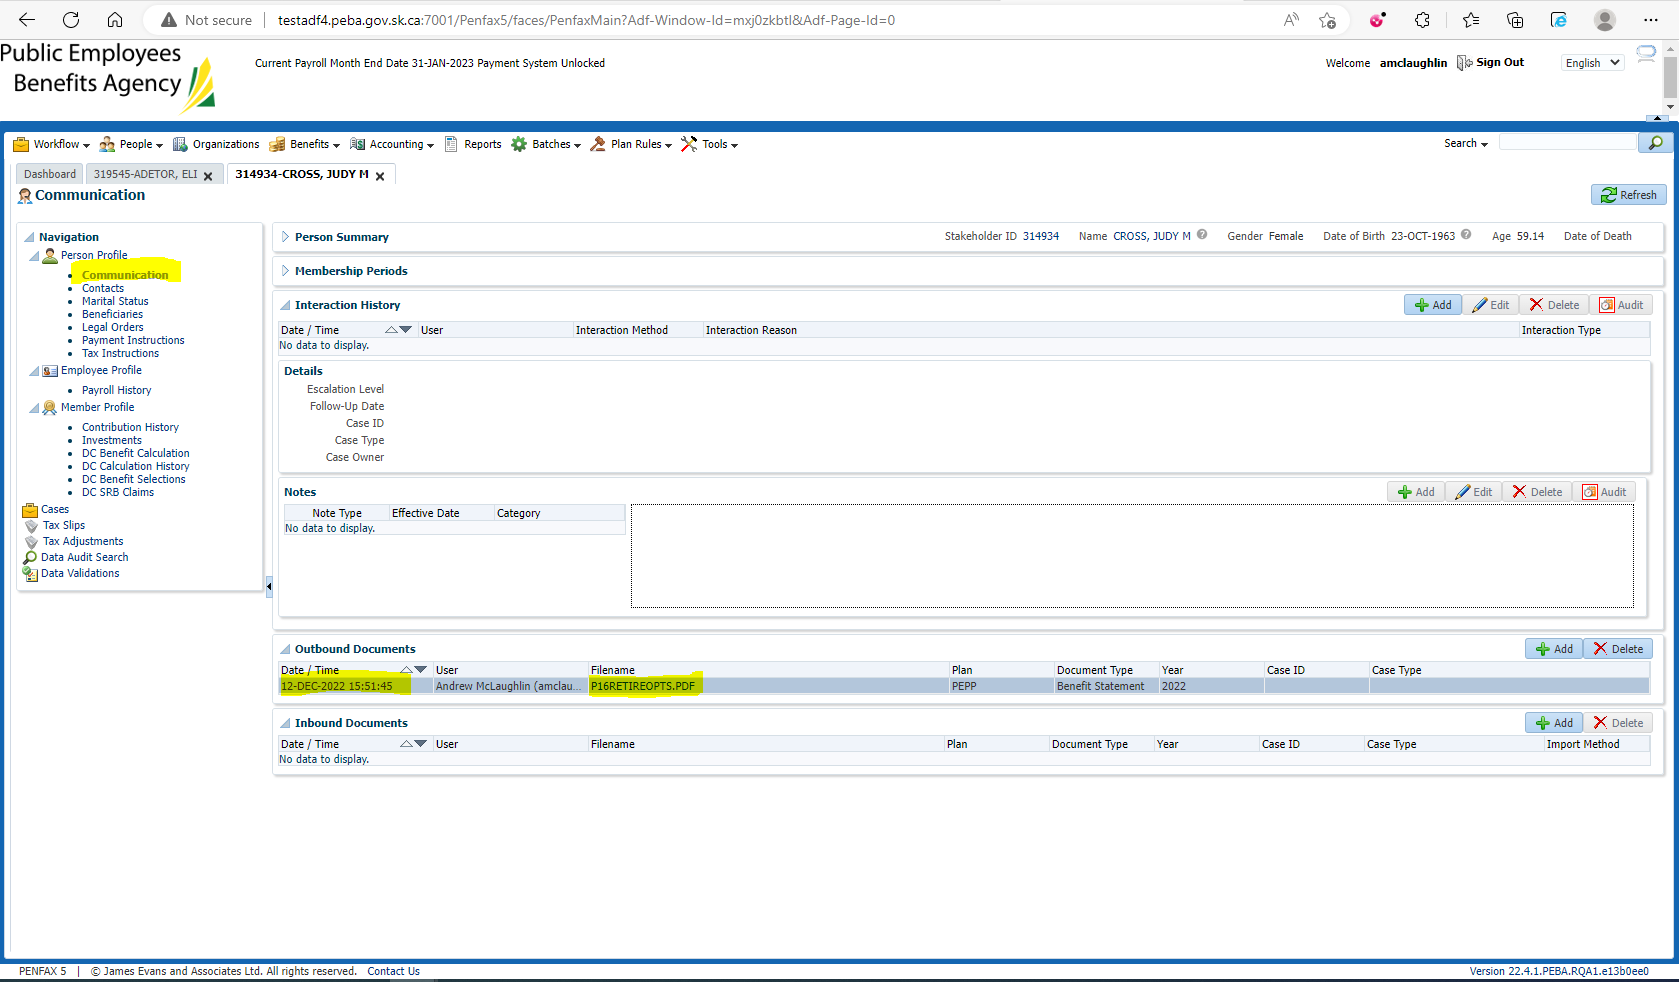 Not secure | testadf4.peba.gov.sk.ca:7001/Penfax5/faces/PenfaxMain?Adf-Window-Id=mxj0zkbtl&Adf-Page-Id=0
Public Employees
Benefits Agency
Current Payroll Month End Date 31-JAN-2023 Payment System Unlocked
Welcome amclaughlin Sign Out English
Workflow People Organizations Benefits Accounting Reports Batches Plan Rules Tools Search
Dashboard 319545-ADETOR, ELI 314934-CROSS, JUDY M
Communication Refresh
Navigation
Person Profile
Communication
Contacts
Marital Status
Beneficiaries
Legal Orders
Payment Instructions
Tax Instructions
Employee Profile
Payroll History
Member Profile
Contribution History
Investments
DC Benefit Calculation
DC Calculation History
DC Benefit Selections
DC SRB Claims
Cases
Tax Slips
Tax Adjustments
Data Audit Search
Data Validations
Person Summary Stakeholder ID 314934 Name CROSS, JUDY M Gender Female Date of Birth 23-OCT-1963 Age 59.14 Date of Death
Membership Periods
Interaction History Add Edit Delete Audit
Date / Time User Interaction Method Interaction Reason Interaction Type
No data to display.
Details
Escalation Level
Follow-Up Date
Case ID
Case Type
Case Owner
Notes Add Edit Delete Audit
Note Type Effective Date Category
No data to display.
Outbound Documents Add Delete
Date / Time User Filename Plan Document Type Year Case ID Case Type
12-DEC-2022 15:51:45 Andrew McLaughlin (amclau... P16RETIREOPTS.PDF PEPP Benefit Statement 2022
Inbound Documents Add Delete
Date / Time User Filename Plan Document Type Year Case ID Case Type Import Method
No data to display.
PENFAX 5 | © James Evans and Associates Ltd. All rights reserved. Contact Us Version 22.4.1.PEBA.RQA1.e13b0ee0